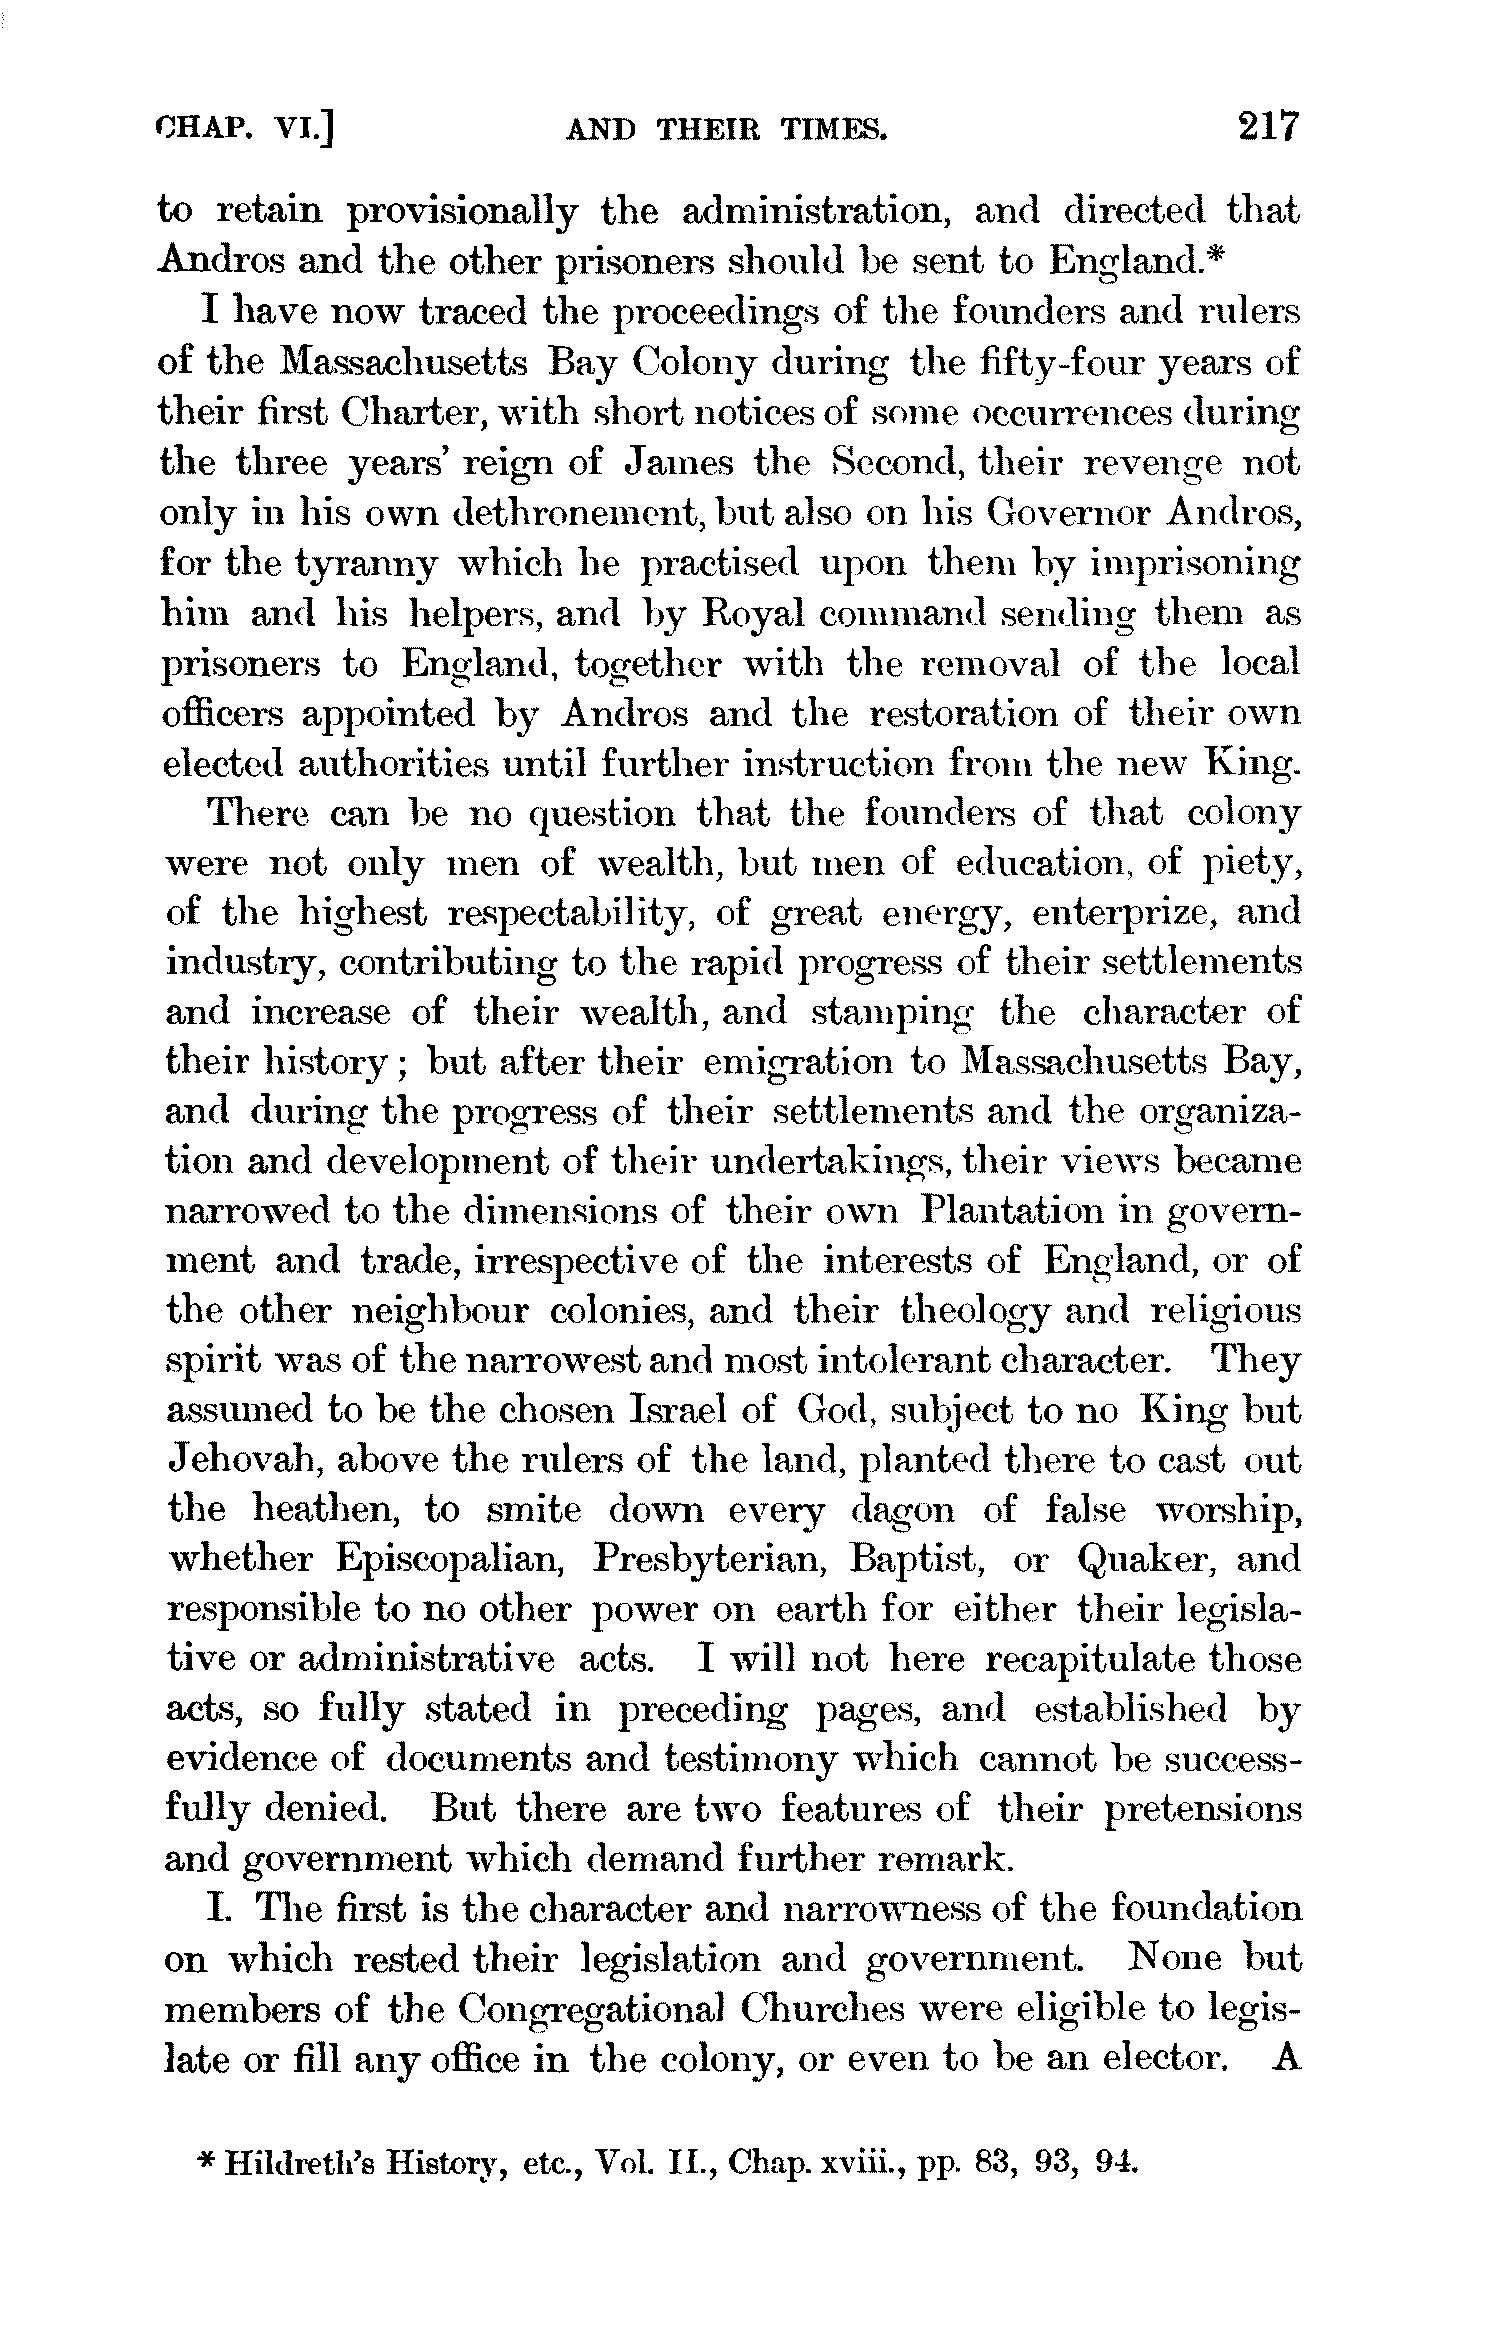 CHAP. VI.] AND THEIR TIMES. 217
to retain provisionally the administration, and directed that
Andros and the other prisoners should be sent to England.*
I have now traced the proceedings of the founders and rulers
of the Massachusetts Bay Colony during the fifty-four years of
their first Charter, with short notices of some occurrences during
the three years' reign of James the Second, their revenge not
only in his own dethronement, but also on his Governor Andros,
for the tyranny which he practised upon them by imprisoning
him and his helpers, and by Royal command sending them as
prisoners to England, together with the removal of the local
officers appointed by Andros and the restoration of their own
elected authorities until further instruction from the new King.
There can be no question that the founders of that colony
were not only men of wealth, but men of education, of piety,
of the highest respectability, of great energy, enterprize, and
industry, contributing to the rapid progress of their settlements
and increase of their wealth, and stamping the character of
their history; but after their emigration to Massachusetts Bay,
and during the progress of their settlements and the organiza-
tion and development of their undertakings, their views became
narrowed to the dimensions of their own Plantation in govern-
ment and trade, irrespective of the interests of England, or of
the other neighbour colonies, and their theology and religious
spirit was of the narrowest and most intolerant character. They
assumed to be the chosen Israel of God, subject to no King but
Jehovah, above the rulers of the land, planted there to cast out
the heathen, to smite down every dagon of false worship,
whether Episcopalian, Presbyterian, Baptist, or Quaker, and
responsible to no other power on earth for either their legisla-
tive or administrative acts. I will not here recapitulate those
acts, so fully stated in preceding pages, and established by
evidence of documents and testimony which cannot be success-
fully denied. But there are two features of their pretensions
and government which demand further remark.
I. The first is the character and narrowness of the foundation
on which rested their legislation and government. None but
members of the Congregational Churches were eligible to legis-
late or fill any office in the colony, or even to be an elector. A
* Hildreth's History, etc., Vol. II., Chap. xviii., pp. 83, 93, 94.